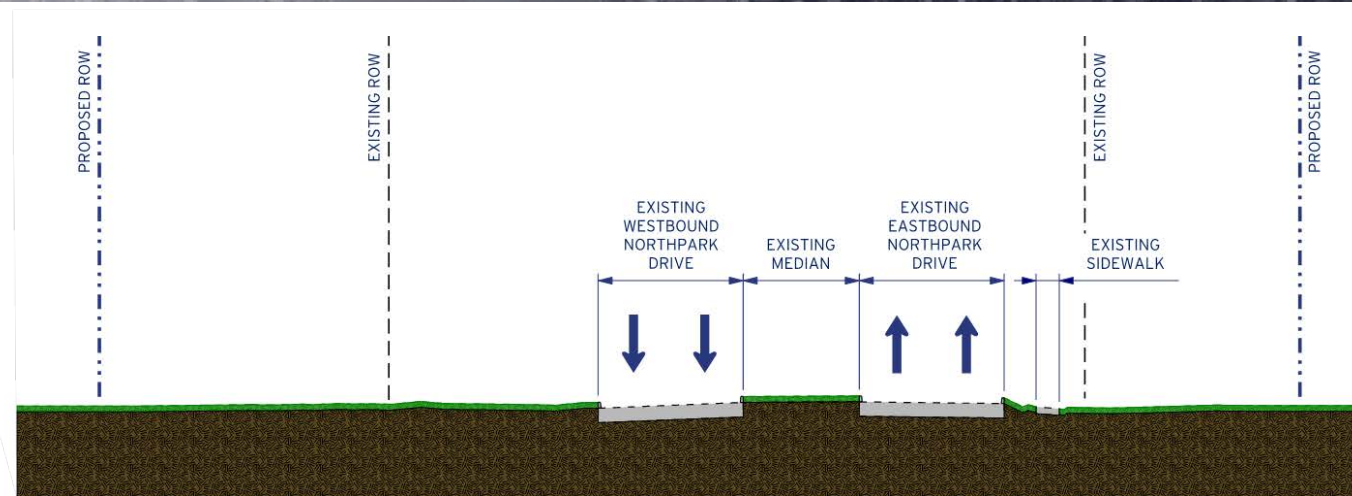 PROPOSED ROW
EXISTING ROW
EXISTING
WESTBOUND
NORTHPARK
DRIVE
EXISTING
MEDIAN
EXISTING
EASTBOUND
NORTHPARK
DRIVE
EXISTING
SIDEWALK
EXISTING ROW
PROPOSED ROW